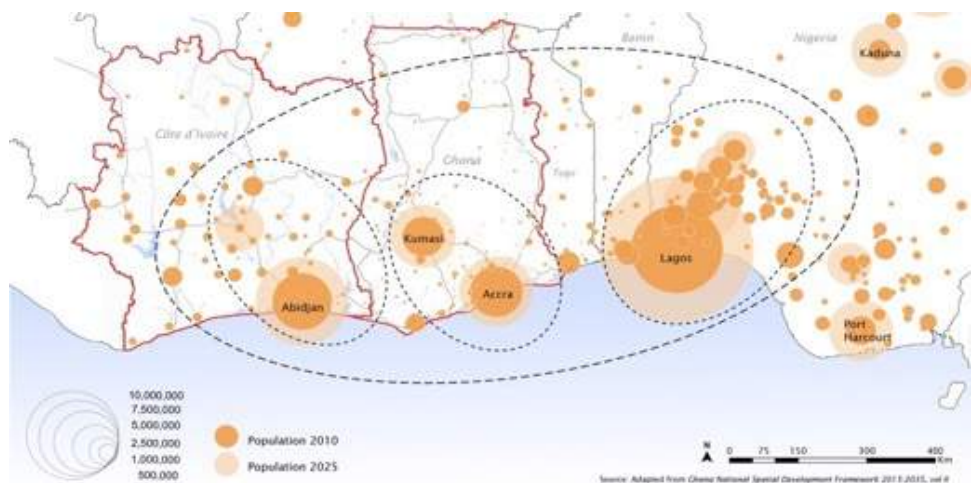 Benin
Nigeria
Kaduna
Côte d'Ivoire
Ghana
Togo
Kumasi
Lagos
Abidjan
Accra
Port
Harcourt
10,000,000
7,500,000
5,000,000
2,500,000
1,000,000
500,000
Population 2010
Population 2025
N
0 75 150 300 400
Km
Source: Adapted from Ghana National Spatial Development Framework 2015-2035, vol II